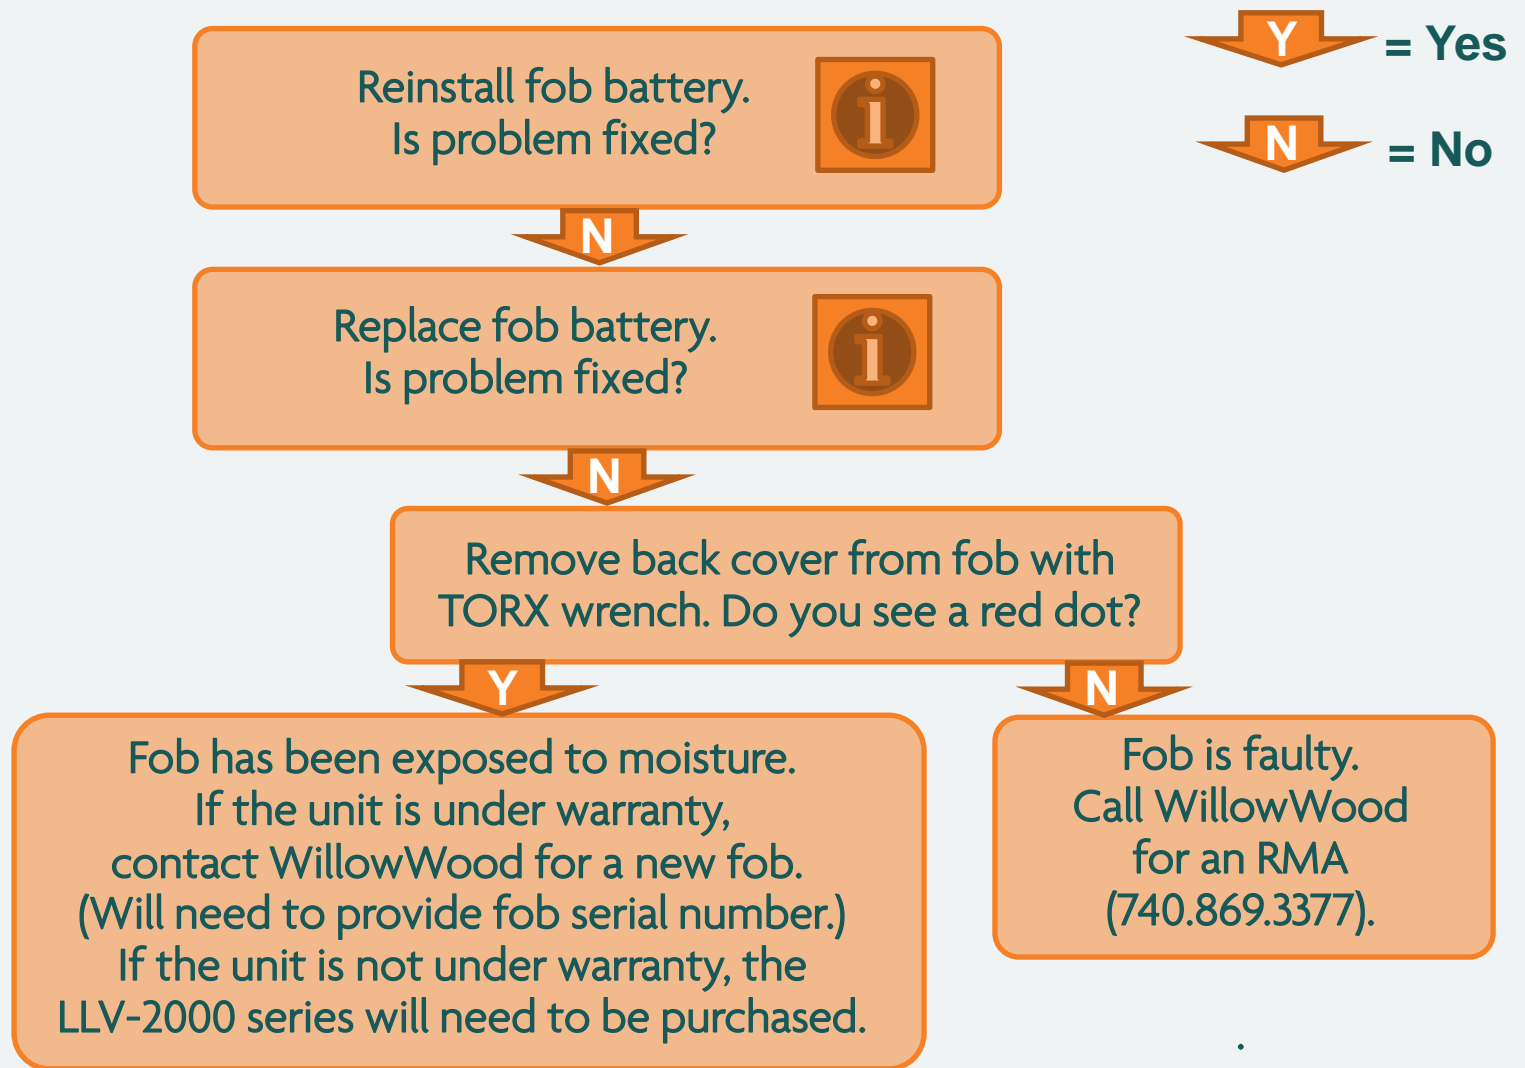 Y = Yes
N = No
Reinstall fob battery.
Is problem fixed?
i
N
Replace fob battery.
Is problem fixed?
i
N
Remove back cover from fob with
TORX wrench. Do you see a red dot?
Y
N
Fob has been exposed to moisture.
If the unit is under warranty,
contact WillowWood for a new fob.
(Will need to provide fob serial number.)
If the unit is not under warranty, the
LLV-2000 series will need to be purchased.
Fob is faulty.
Call WillowWood
for an RMA
(740.869.3377).
.